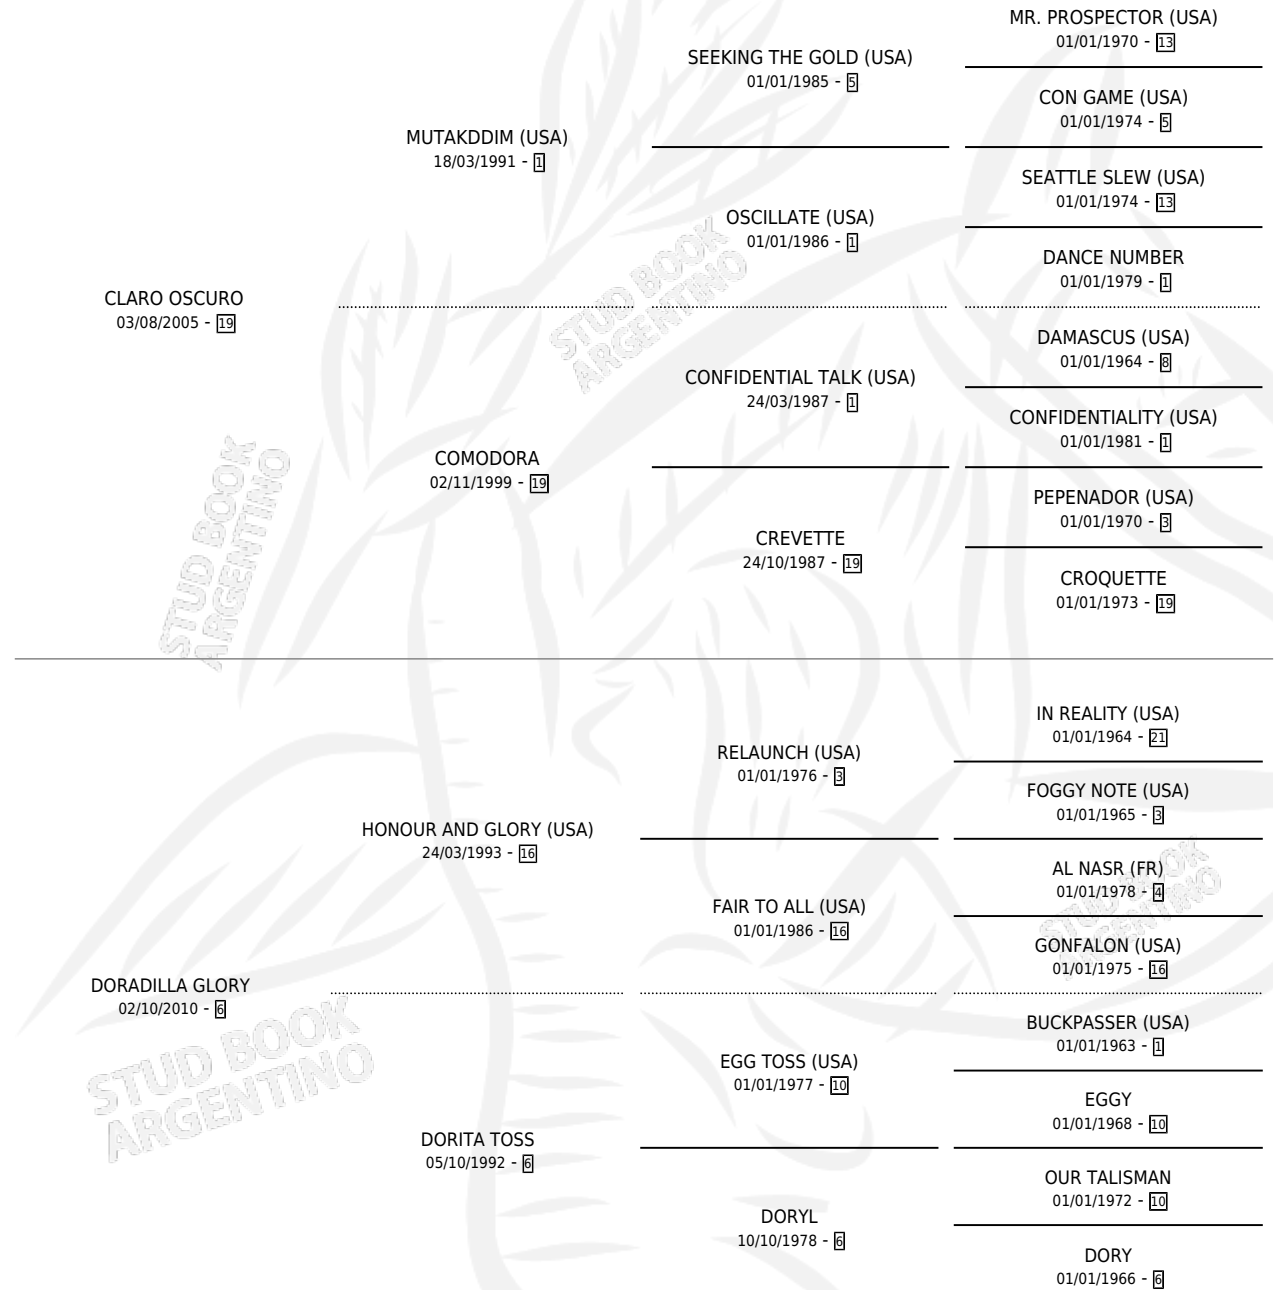 MR. PROSPECTOR (USA)
01/01/1970 - 13
SEEKING THE GOLD (USA)
01/01/1985 - 5
CON GAME (USA)
01/01/1974 - 5
MUTAKDDIM (USA)
18/03/1991 - 1
SEATTLE SLEW (USA)
01/01/1974 - 13
OSCILLATE (USA)
01/01/1986 - 1
DANCE NUMBER
01/01/1979 - 1
CLARO OSCURO
03/08/2005 - 19
STUD BOOK
ARGENTINO
DAMASCUS (USA)
01/01/1964 - 8
CONFIDENTIAL TALK (USA)
24/03/1987 - 1
CONFIDENTIALITY (USA)
01/01/1981 - 1
COMODORA
02/11/1999 - 19
PEPENADOR (USA)
01/01/1970 - 3
CREVETTE
24/10/1987 - 19
CROQUETTE
01/01/1973 - 19
STUD BOOK
ARGENTINO
IN REALITY (USA)
01/01/1964 - 21
RELAUNCH (USA)
01/01/1976 - 3
FOGGY NOTE (USA)
01/01/1965 - 3
HONOUR AND GLORY (USA)
24/03/1993 - 16
AL NASR (FR)
01/01/1978 - 4
FAIR TO ALL (USA)
01/01/1986 - 16
STUD BOOK
ARGENTINO
GONFALON (USA)
01/01/1975 - 16
DORADILLA GLORY
02/10/2010 - 6
STUD BOOK
ARGENTINO
BUCKPASSER (USA)
01/01/1963 - 1
EGG TOSS (USA)
01/01/1977 - 10
EGGY
01/01/1968 - 10
DORITA TOSS
05/10/1992 - 6
OUR TALISMAN
01/01/1972 - 10
DORYL
10/10/1978 - 6
DORY
01/01/1966 - 6